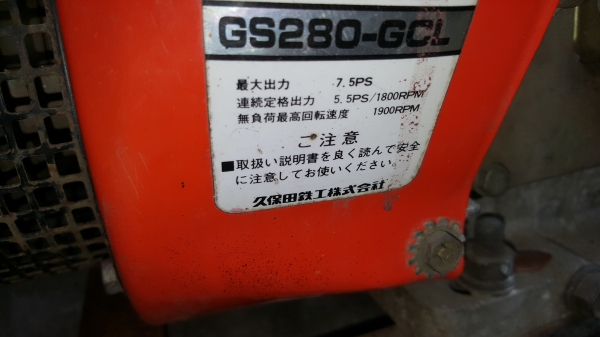 GS280-GCL
最大出力 7.5PS
連続定格出力 5.5PS/1800RPM
無負荷最高回転速度 1900RPM
ご注意
■取扱い説明書を良く読んで安全
に注意してお使いください。
久保田鉄工株式会社